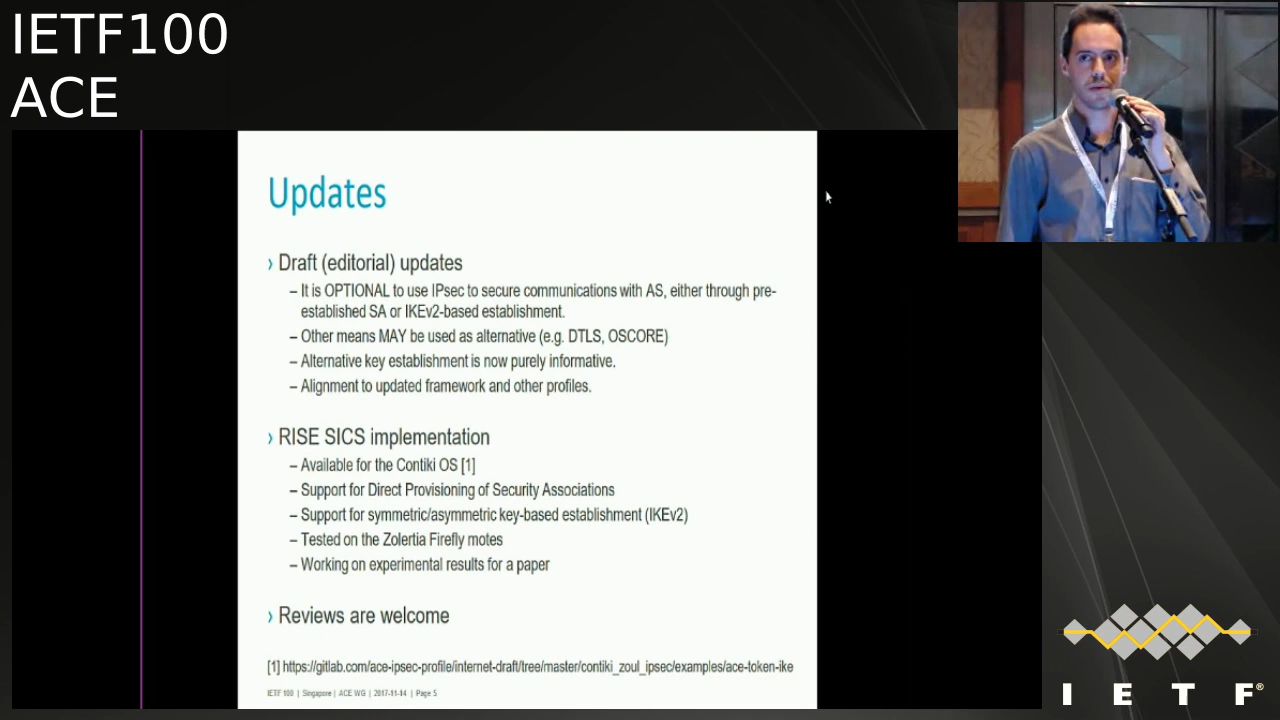 IETF100
ACE
Updates
› Draft (editorial) updates
– It is OPTIONAL to use IPsec to secure communications with AS, either through pre-
established SA or IKEv2-based establishment.
– Other means MAY be used as alternative (e.g. DTLS, OSCORE)
– Alternative key establishment is now purely informative.
– Alignment to updated framework and other profiles.
› RISE SICS implementation
– Available for the Contiki OS [1]
– Support for Direct Provisioning of Security Associations
– Support for symmetric/asymmetric key-based establishment (IKEv2)
– Tested on the Zolertia Firefly motes
– Working on experimental results for a paper
› Reviews are welcome
[1] https://gitlab.com/ace-ipsec-profile/internet-draft/tree/master/contiki_zoul_ipsec/examples/ace-token-ike
IETF 100 | Singapore | ACE WG | 2017-11-14 | Page 5
I E T F®